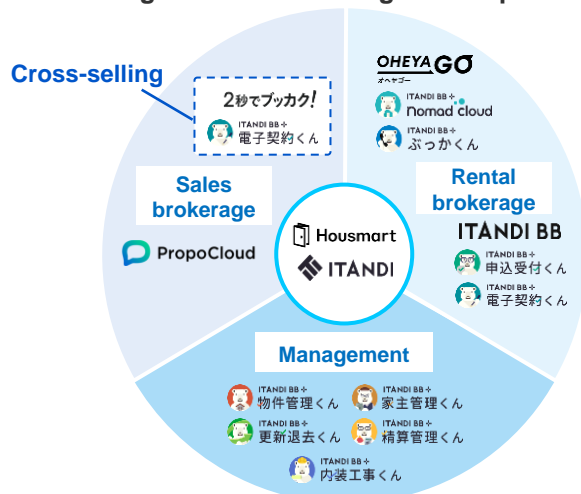 Cross-selling
2秒でブッカク!
ITANDI BB +
電子契約くん
Sales
brokerage
PropoCloud
OHEYAGO
オヘヤゴー
ITANDI BB +
nomad cloud
ITANDI BB +
ぶっかくん
Rental
brokerage
ITANDI BB
ITANDI BB +
申込受付くん
ITANDI BB +
電子契約くん
Housmart
ITANDI
Management
ITANDI BB +
物件管理くん
ITANDI BB +
家主管理くん
ITANDI BB +
更新退去くん
ITANDI BB +
精算管理くん
ITANDI BB +
内装工事くん